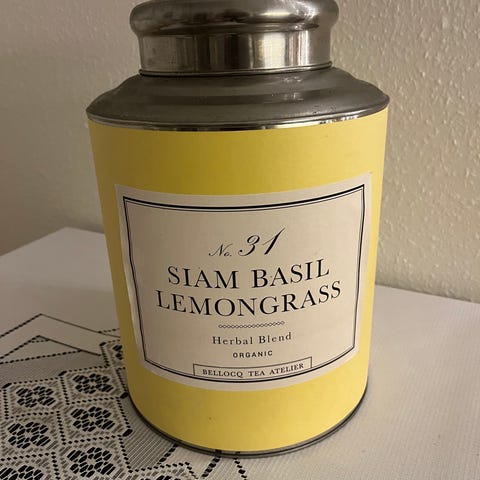 No. 31
SIAM BASIL
LEMONGRASS
Herbal Blend
ORGANIC
BELLOCQ TEA ATELIER